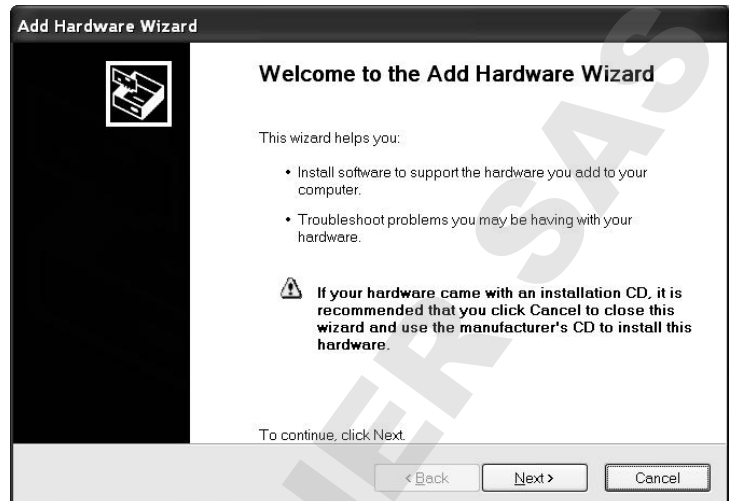 Add Hardware Wizard
Welcome to the Add Hardware Wizard
This wizard helps you:
• Install software to support the hardware you add to your
computer.
• Troubleshoot problems you may be having with your
hardware.
If your hardware came with an installation CD, it is
recommended that you click Cancel to close this
wizard and use the manufacturer's CD to install this
hardware.
To continue, click Next.
< Back
Next >
Cancel
NER SAS